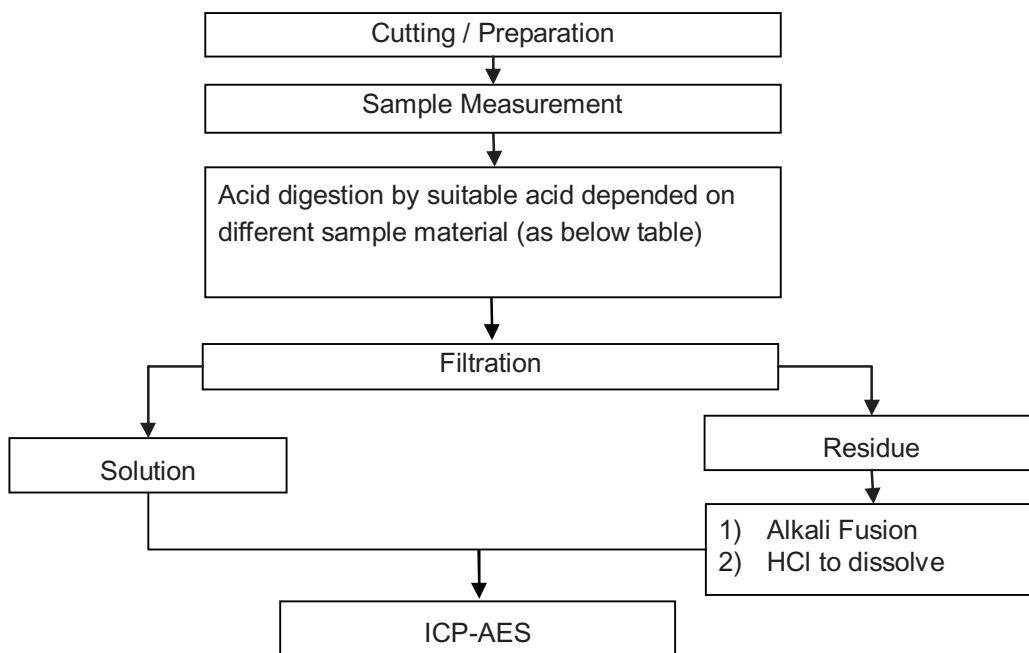 Cutting / Preparation
Sample Measurement
Acid digestion by suitable acid depended on
different sample material (as below table)
Filtration
Solution
Residue
1) Alkali Fusion
2) HCl to dissolve
ICP-AES